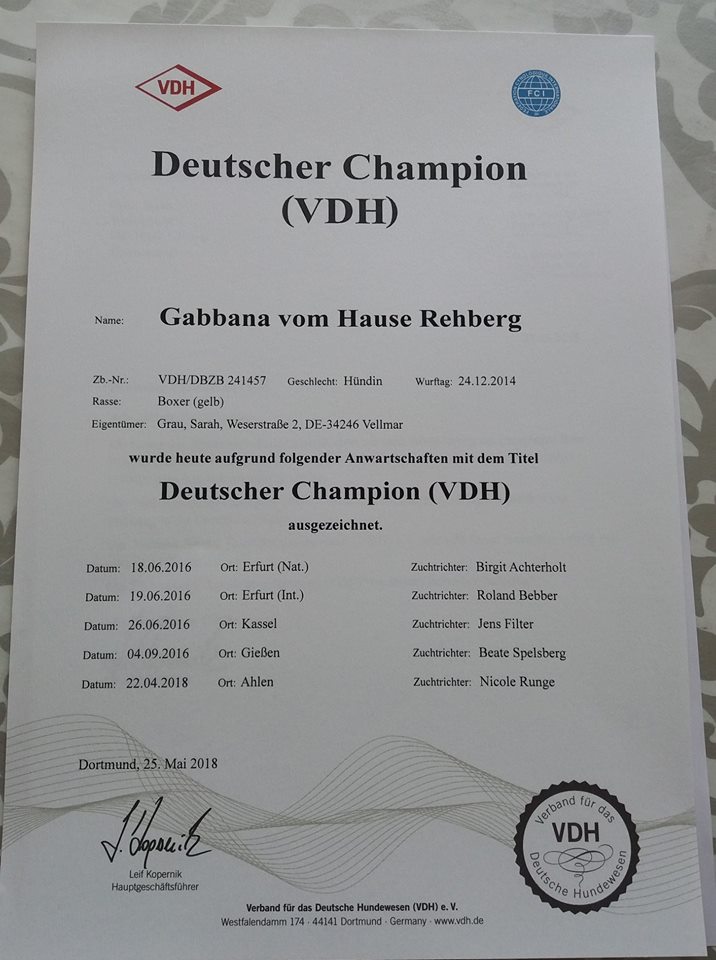 VDH
FCI
Deutscher Champion
(VDH)
Name: Gabbana vom Hause Rehberg
Zb.-Nr.: VDH/DBZB 241457 Geschlecht: Hündin Wurftag: 24.12.2014
Rasse: Boxer (gelb)
Eigentümer: Grau, Sarah, Weserstraße 2, DE-34246 Vellmar
wurde heute aufgrund folgender Anwartschaften mit dem Titel
Deutscher Champion (VDH)
ausgezeichnet.
Datum: 18.06.2016 Ort: Erfurt (Nat.) Zuchtrichter: Birgit Achterholt
Datum: 19.06.2016 Ort: Erfurt (Int.) Zuchtrichter: Roland Bebber
Datum: 26.06.2016 Ort: Kassel Zuchtrichter: Jens Filter
Datum: 04.09.2016 Ort: Gießen Zuchtrichter: Beate Spelsberg
Datum: 22.04.2018 Ort: Ahlen Zuchtrichter: Nicole Runge
Dortmund, 25. Mai 2018
Leif Kopernik
Hauptgeschäftsführer
Verband für das
VDH
Deutsche Hundewesen
Verband für das Deutsche Hundewesen (VDH) e. V.
Westfalendamm 174 · 44141 Dortmund · Germany · www.vdh.de